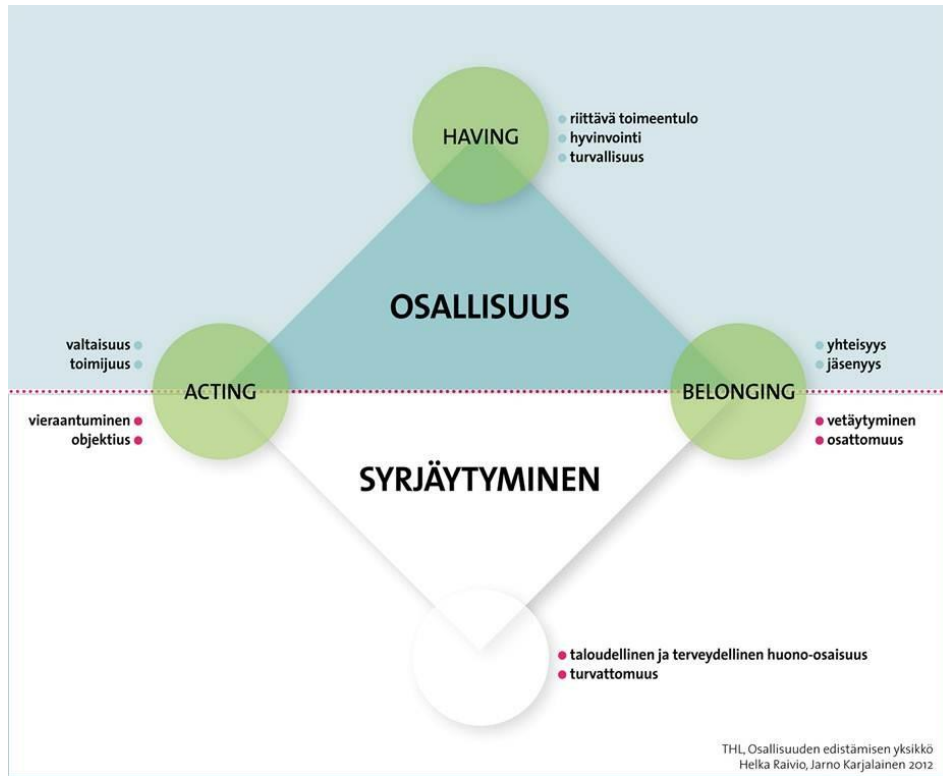 HAVING
riittävä toimeentulo
hyvinvointi
turvallisuus
OSALLISUUS
valtaisuus
toimijuus
yhteisyys
jäsenyys
ACTING
BELONGING
vieraantuminen
objektius
vetäytyminen
osattomuus
SYRJÄYTYMINEN
taloudellinen ja terveydellinen huono-osaisuus
turvattomuus
THL, Osallisuuden edistämisen yksikkö
Helka Raivio, Jarno Karjalainen 2012